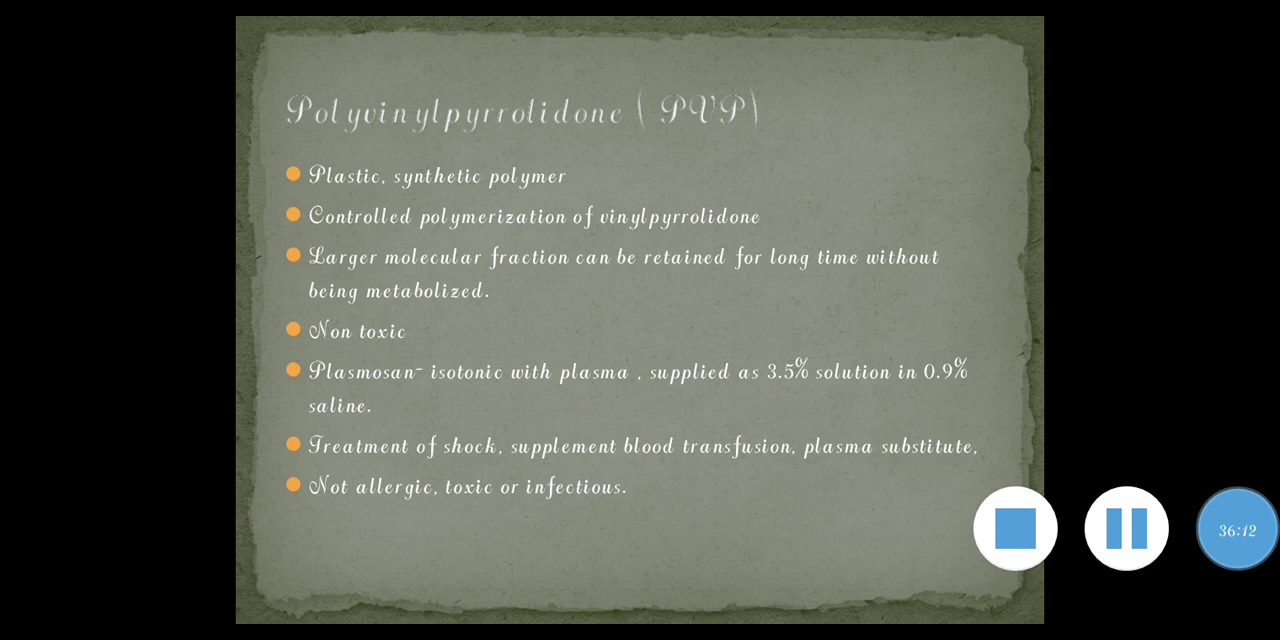 Polyvinylpyrrolidone ( PVP)
Plastic, synthetic polymer
Controlled polymerization of vinylpyrrolidone
Larger molecular fraction can be retained for long time without
being metabolized.
Non toxic
Plasmosan- isotonic with plasma , supplied as 3.5% solution in 0.9%
saline.
Treatment of shock, supplement blood transfusion, plasma substitute,
Not allergic, toxic or infectious.
36:12